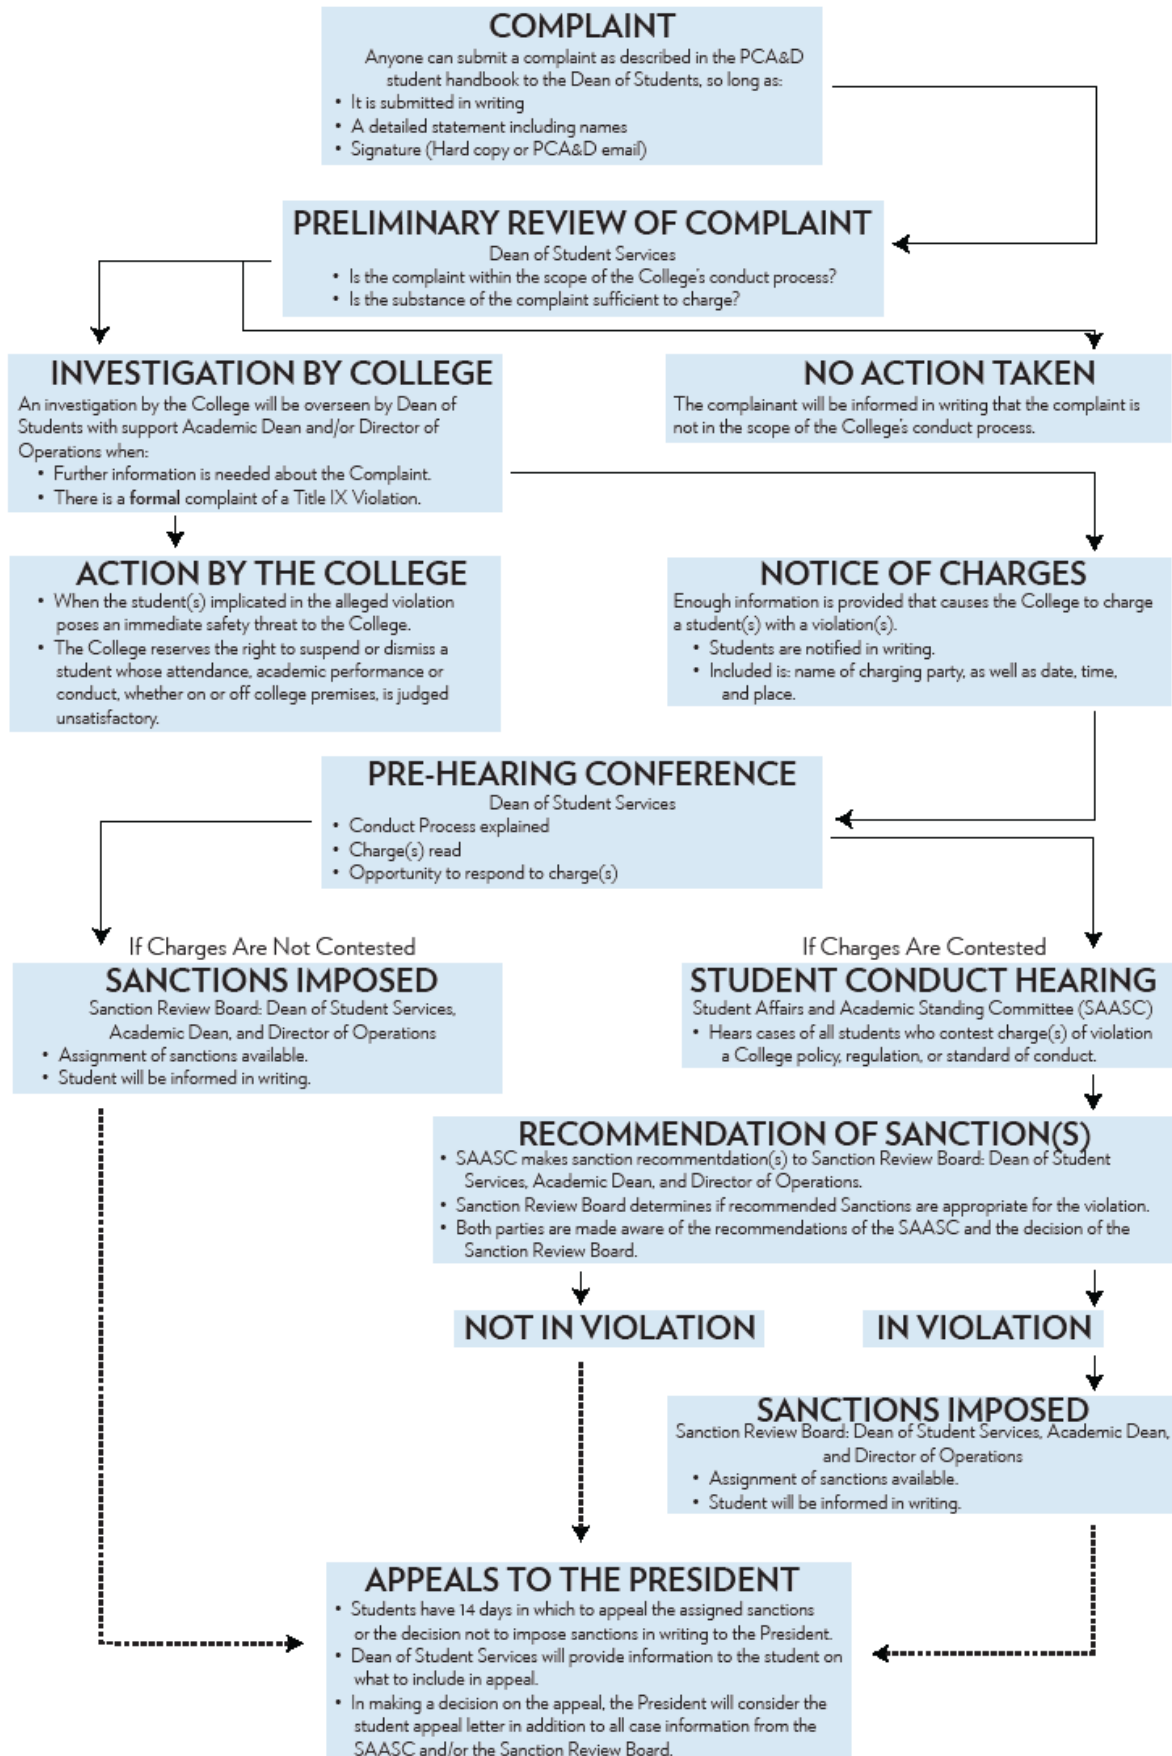 COMPLAINT
Anyone can submit a complaint as described in the PCA&D
student handbook to the Dean of Students, so long as:
• It is submitted in writing
• A detailed statement including names
• Signature (Hard copy or PCA&D email)
PRELIMINARY REVIEW OF COMPLAINT
Dean of Student Services
• Is the complaint within the scope of the College's conduct process?
• Is the substance of the complaint sufficient to charge?
INVESTIGATION BY COLLEGE
An investigation by the College will be overseen by Dean of
Students with support Academic Dean and/or Director of
Operations when:
• Further information is needed about the Complaint.
• There is a formal complaint of a Title IX Violation.
NO ACTION TAKEN
The complainant will be informed in writing that the complaint is
not in the scope of the College's conduct process.
ACTION BY THE COLLEGE
• When the student(s) implicated in the alleged violation
poses an immediate safety threat to the College.
• The College reserves the right to suspend or dismiss a
student whose attendance, academic performance or
conduct, whether on or off college premises, is judged
unsatisfactory.
NOTICE OF CHARGES
Enough information is provided that causes the College to charge
a student(s) with a violation(s).
• Students are notified in writing.
• Included is: name of charging party, as well as date, time,
and place.
PRE-HEARING CONFERENCE
Dean of Student Services
• Conduct Process explained
• Charge(s) read
• Opportunity to respond to charge(s)
If Charges Are Not Contested
SANCTIONS IMPOSED
Sanction Review Board: Dean of Student Services,
Academic Dean, and Director of Operations
• Assignment of sanctions available.
• Student will be informed in writing.
If Charges Are Contested
STUDENT CONDUCT HEARING
Student Affairs and Academic Standing Committee (SAASC)
• Hears cases of all students who contest charge(s) of violation
a College policy, regulation, or standard of conduct.
RECOMMENDATION OF SANCTION(S)
• SAASC makes sanction recommentdation(s) to Sanction Review Board: Dean of Student
Services, Academic Dean, and Director of Operations.
• Sanction Review Board determines if recommended Sanctions are appropriate for the violation.
• Both parties are made aware of the recommendations of the SAASC and the decision of the
Sanction Review Board.
NOT IN VIOLATION
IN VIOLATION
SANCTIONS IMPOSED
Sanction Review Board: Dean of Student Services, Academic Dean,
and Director of Operations
• Assignment of sanctions available.
• Student will be informed in writing.
APPEALS TO THE PRESIDENT
• Students have 14 days in which to appeal the assigned sanctions
or the decision not to impose sanctions in writing to the President.
• Dean of Student Services will provide information to the student on
what to include in appeal.
• In making a decision on the appeal, the President will consider the
student appeal letter in addition to all case information from the
SAASC and/or the Sanction Review Board.